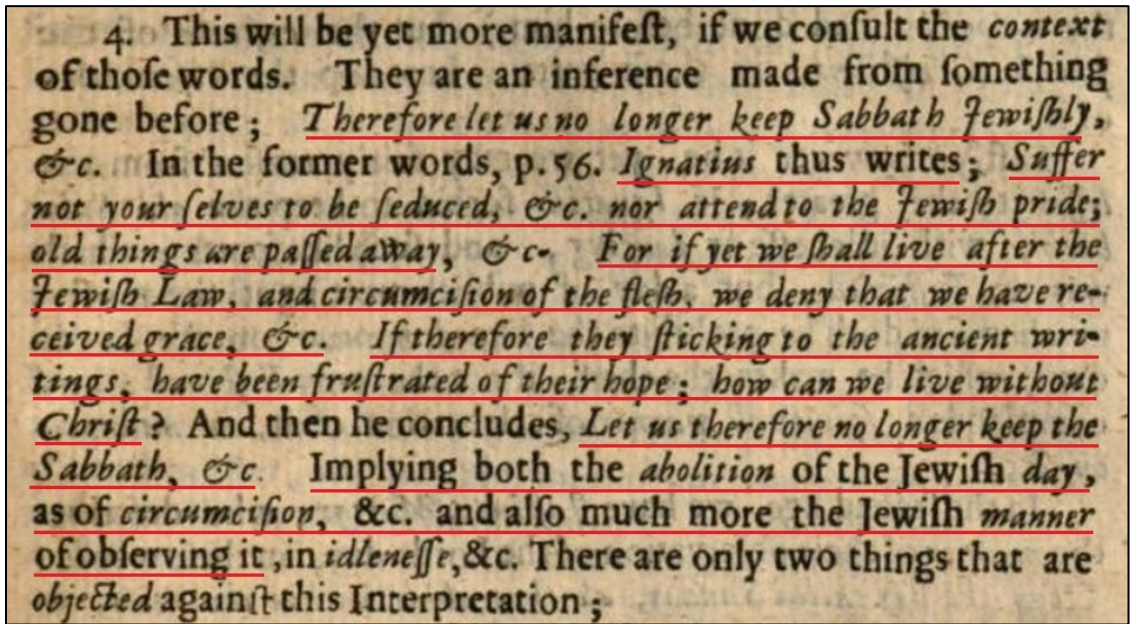 4. This will be yet more manifeſt, if we conſult the context
of thoſe words. They are an inference made from ſomething
gone before; Therefore let us no longer keep Sabbath Jewiſhly,
&c. In the former words, p. 56. Ignatius thus writes; Suffer
not your ſelves to be ſeduced, &c. nor attend to the Jewiſh pride;
old things are paſſed away, &c. For if yet we ſhall live after the
Jewiſh Law, and circumciſion of the fleſh, we deny that we have re-
ceived grace, &c. If therefore they ſticking to the ancient wri-
tings, have been fruſtrated of their hope; how can we live without
Chriſt? And then he concludes, Let us therefore no longer keep the
Sabbath, &c. Implying both the abolition of the Jewiſh day,
as of circumciſion, &c. and alſo much more the Jewiſh manner
of obſerving it, in idleneſſe, &c. There are only two things that are
objected againſt this Interpretation;